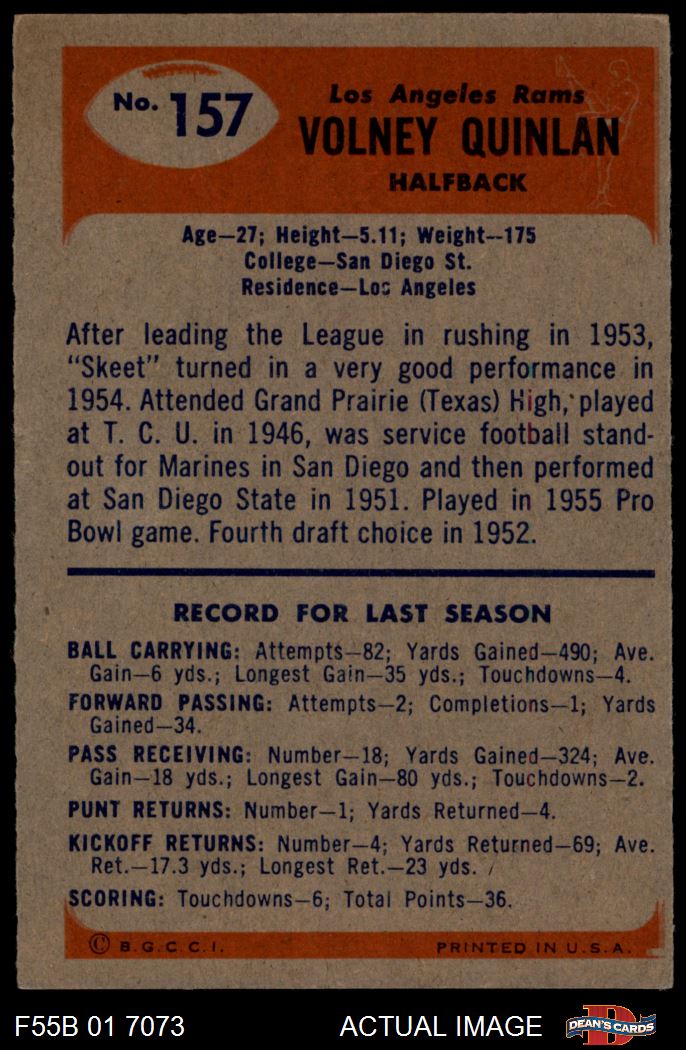 No. 157
Los Angeles Rams
VOLNEY QUINLAN
HALFBACK
Age—27; Height—5.11; Weight--175
College—San Diego St.
Residence—Los Angeles
After leading the League in rushing in 1953,
"Skeet" turned in a very good performance in
1954. Attended Grand Prairie (Texas) High, played
at T. C. U. in 1946, was service football stand-
out for Marines in San Diego and then performed
at San Diego State in 1951. Played in 1955 Pro
Bowl game. Fourth draft choice in 1952.
RECORD FOR LAST SEASON
BALL CARRYING: Attempts—82; Yards Gained—490; Ave.
Gain—6 yds.; Longest Gain—35 yds.; Touchdowns—4.
FORWARD PASSING: Attempts—2; Completions—1; Yards
Gained—34.
PASS RECEIVING: Number—18; Yards Gained—324; Ave.
Gain—18 yds.; Longest Gain—80 yds.; Touchdowns—2.
PUNT RETURNS: Number—1; Yards Returned—4.
KICKOFF RETURNS: Number—4; Yards Returned—69; Ave.
Ret.—17.3 yds.; Longest Ret.—23 yds.
SCORING: Touchdowns—6; Total Points—36.
© B.G.C.C.I. PRINTED IN U.S.A.
F55B 01 7073 ACTUAL IMAGE D DEAN'S CARDS